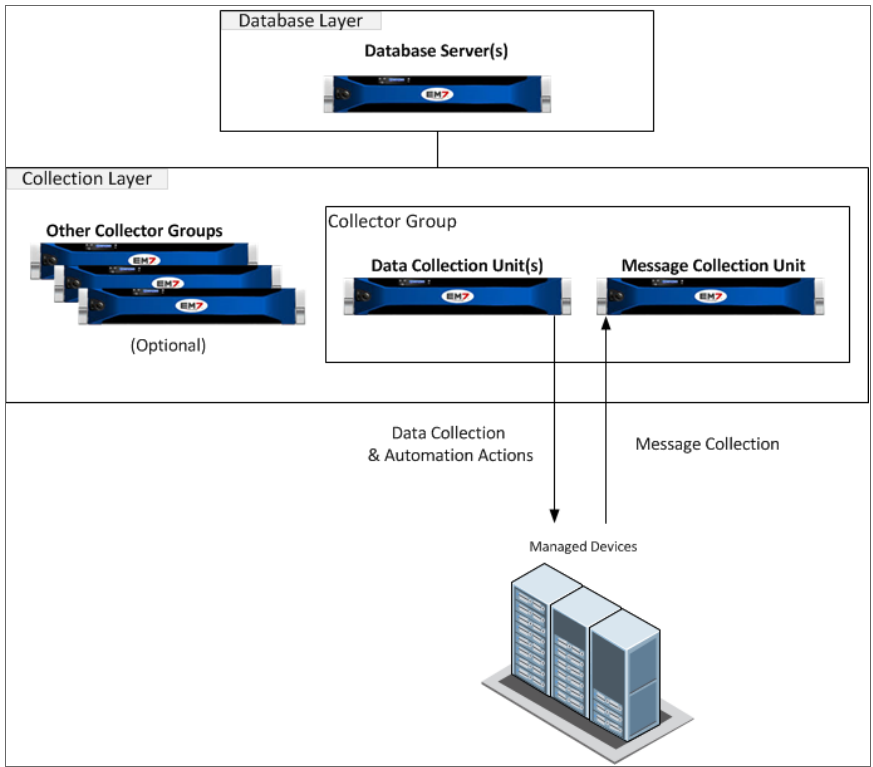 Database Layer
Database Server(s)
EM7
Collection Layer
Other Collector Groups
EM7
EM7
EM7
(Optional)
Collector Group
Data Collection Unit(s)
EM7
Message Collection Unit
EM7
Data Collection
& Automation Actions
Message Collection
Managed Devices